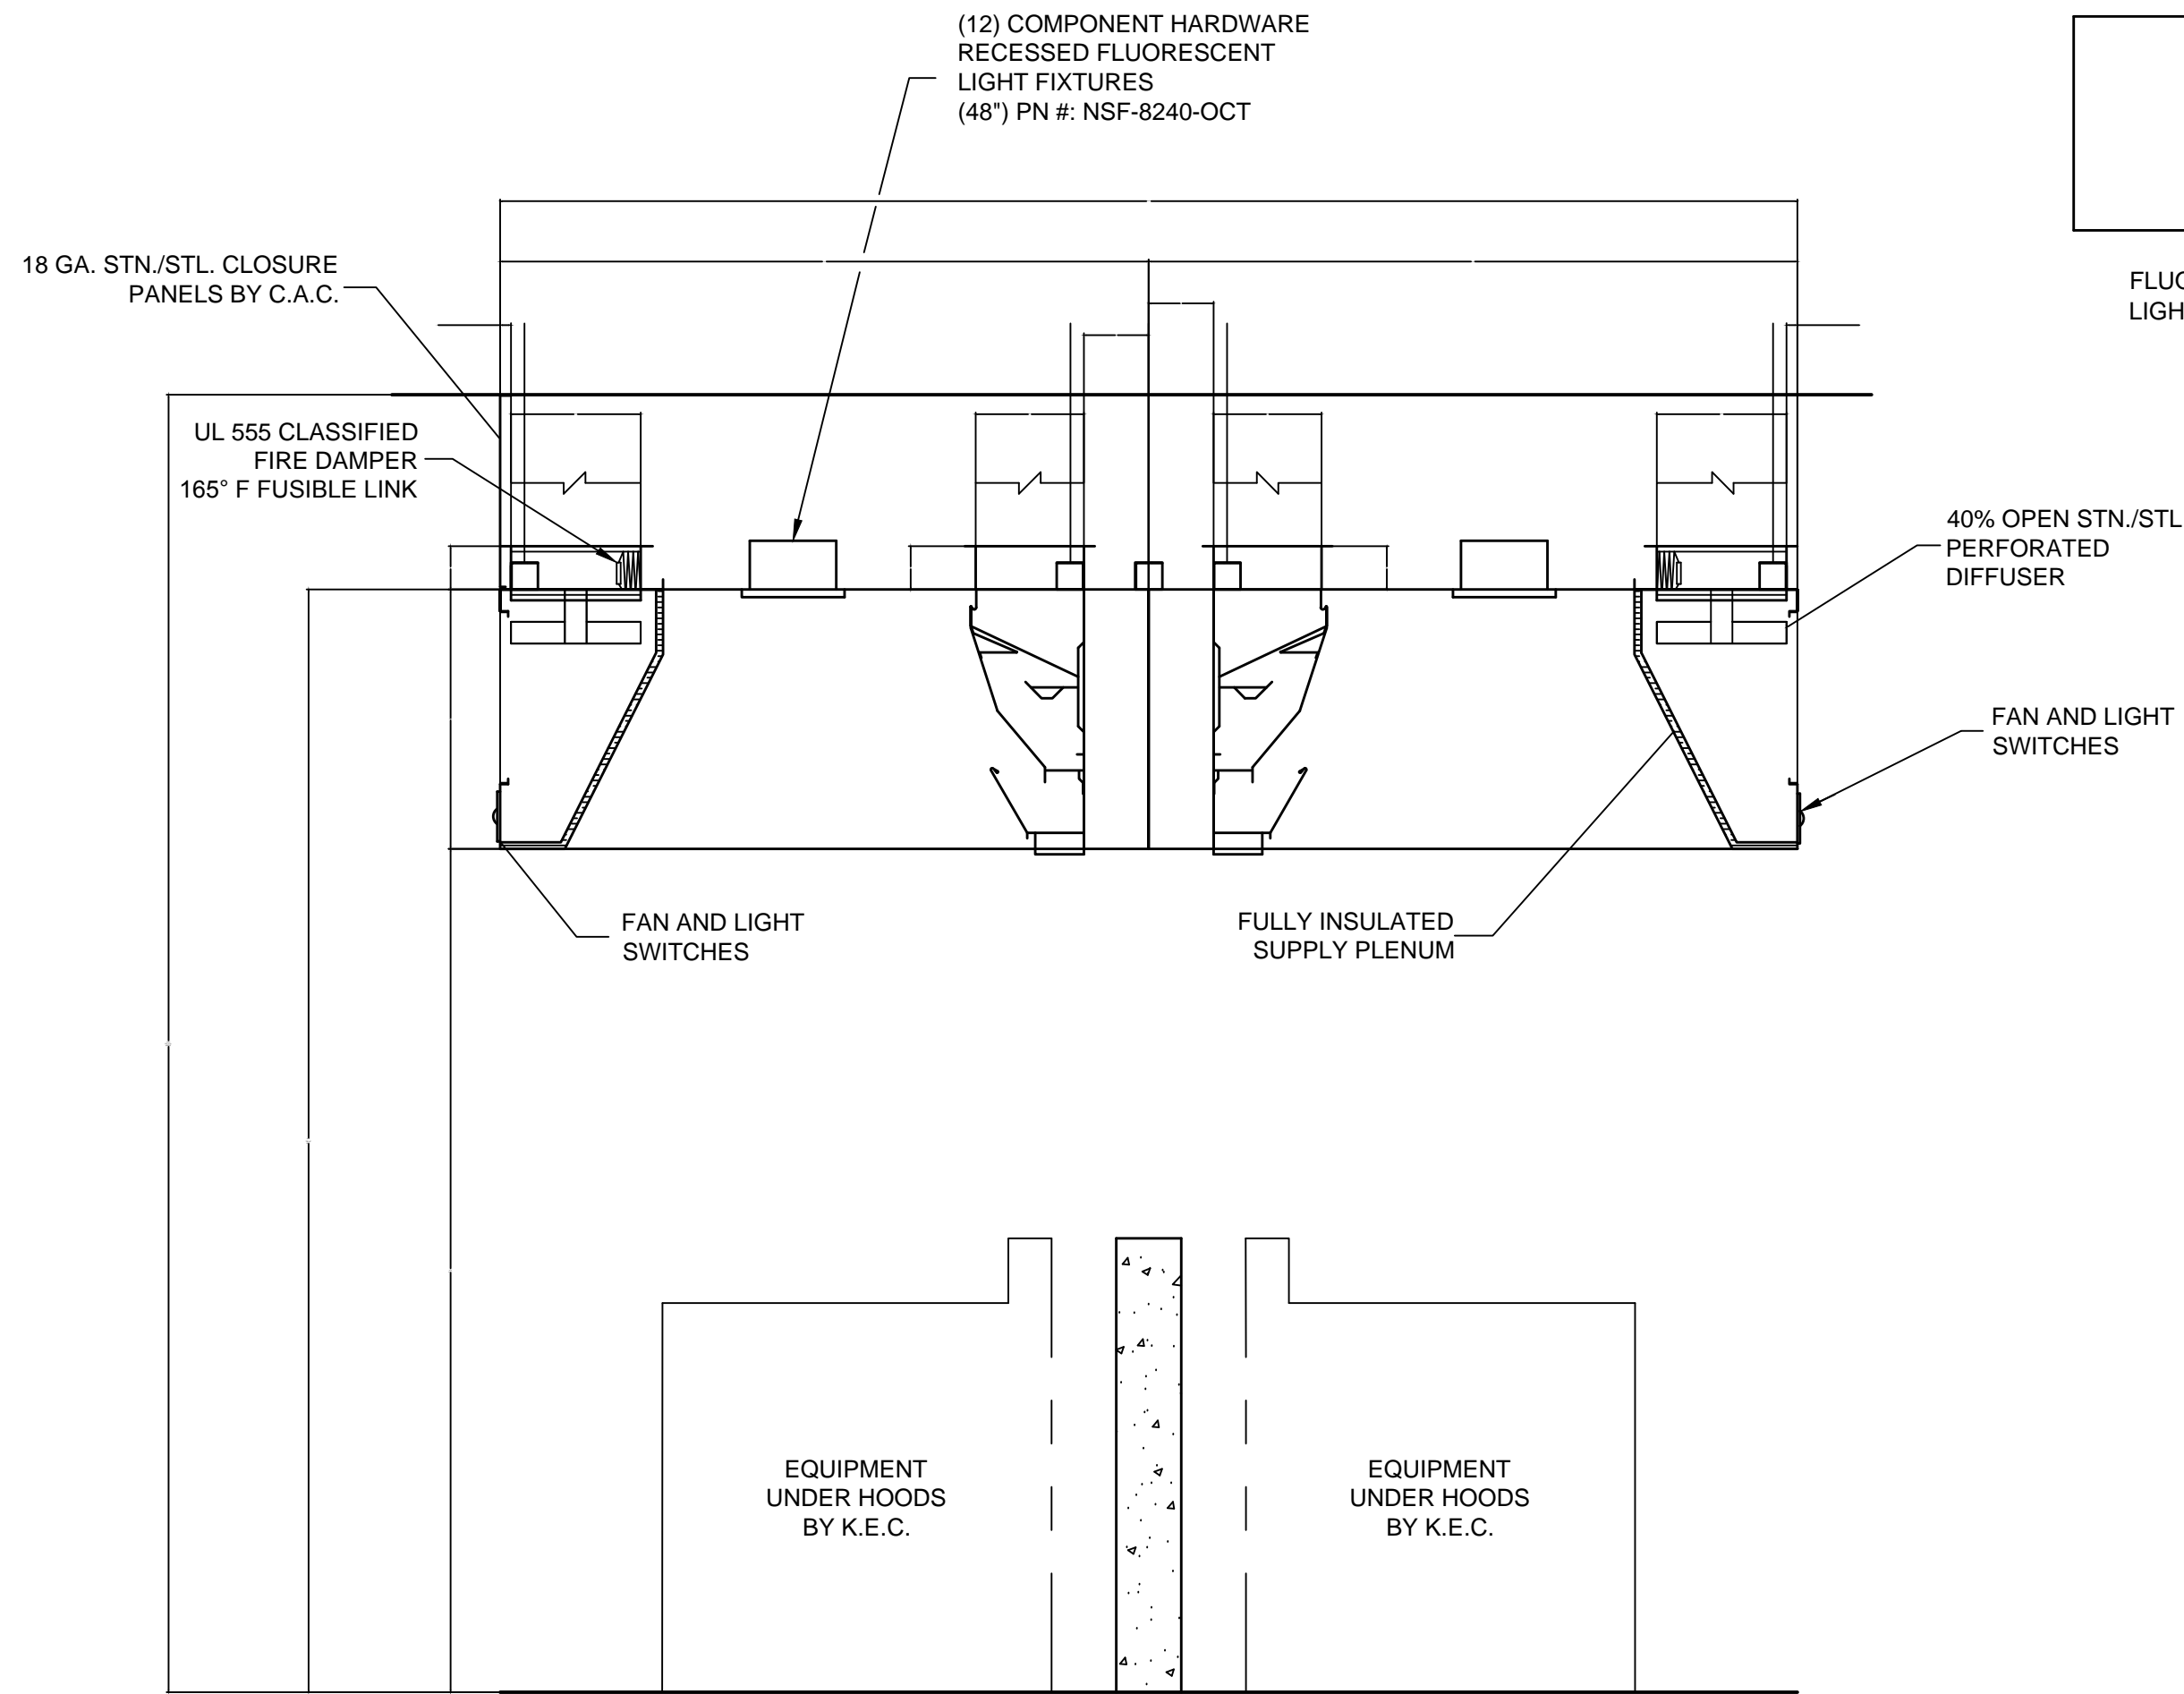 (12) COMPONENT HARDWARE
RECESSED FLUORESCENT
LIGHT FIXTURES
(48") PN #: NSF-8240-OCT
18 GA. STN./STL. CLOSURE
PANELS BY C.A.C.
UL 555 CLASSIFIED
FIRE DAMPER
165° F FUSIBLE LINK
40% OPEN STN./STL
PERFORATED
DIFFUSER
FAN AND LIGHT
SWITCHES
FAN AND LIGHT
SWITCHES
FULLY INSULATED
SUPPLY PLENUM
EQUIPMENT
UNDER HOODS
BY K.E.C.
EQUIPMENT
UNDER HOODS
BY K.E.C.